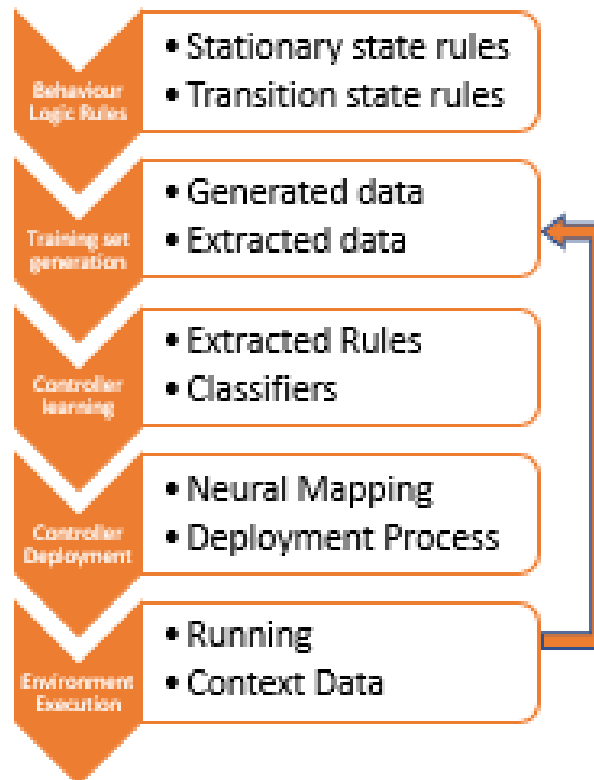 Behaviour
Logic Rules
• Stationary state rules
• Transition state rules
Training set
generation
• Generated data
• Extracted data
Controller
learning
• Extracted Rules
• Classifiers
Controller
Deployment
• Neural Mapping
• Deployment Process
Environment
Execution
• Running
• Context Data